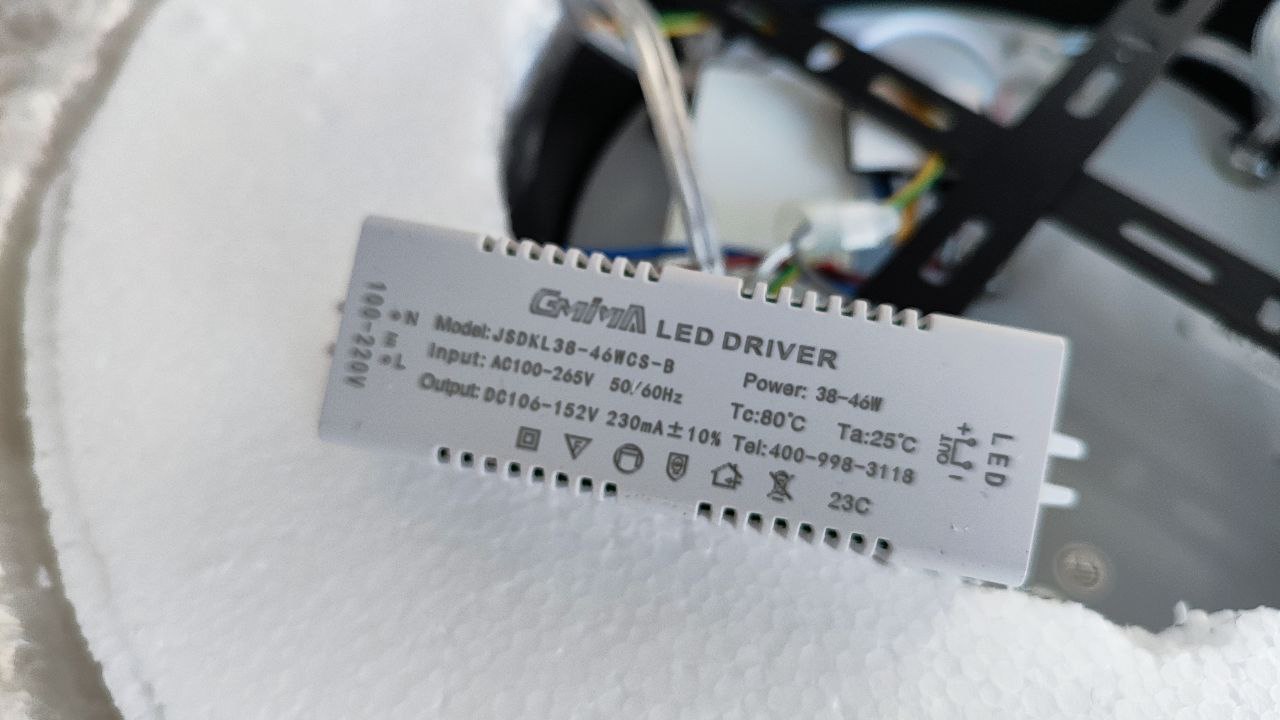 GMIMA LED DRIVER
Model:JSDKL38-46WCS-B
Power: 38-46W
Input: AC100-265V 50/60Hz
Tc:80℃ Ta:25℃
Output: DC106-152V 230mA±10%
Tel:400-998-3118
23C
N
L
100-220V
LED
OUT
+
-